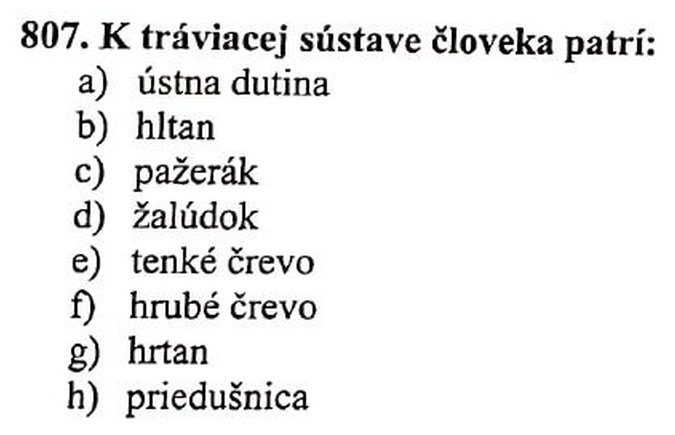 807. K tráviacej sústave človeka patrí:
a) ústna dutina
b) hltan
c) pažerák
d) žalúdok
e) tenké črevo
f) hrubé črevo
g) hrtan
h) priedušnica